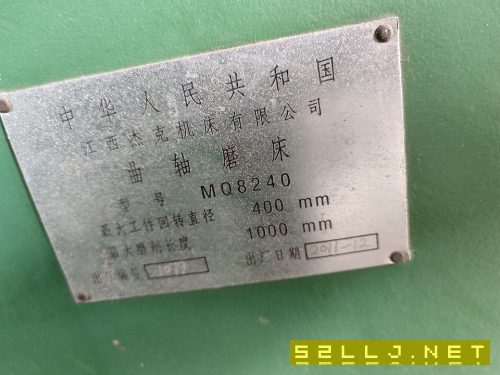 中华人民共和国
江西杰克机床有限公司
曲轴磨床
型号 MQ8240
最大工作回转直径 400 mm
最大磨削长度 1000 mm
出厂编号 出厂日期 2011-12
52LLJ.NET